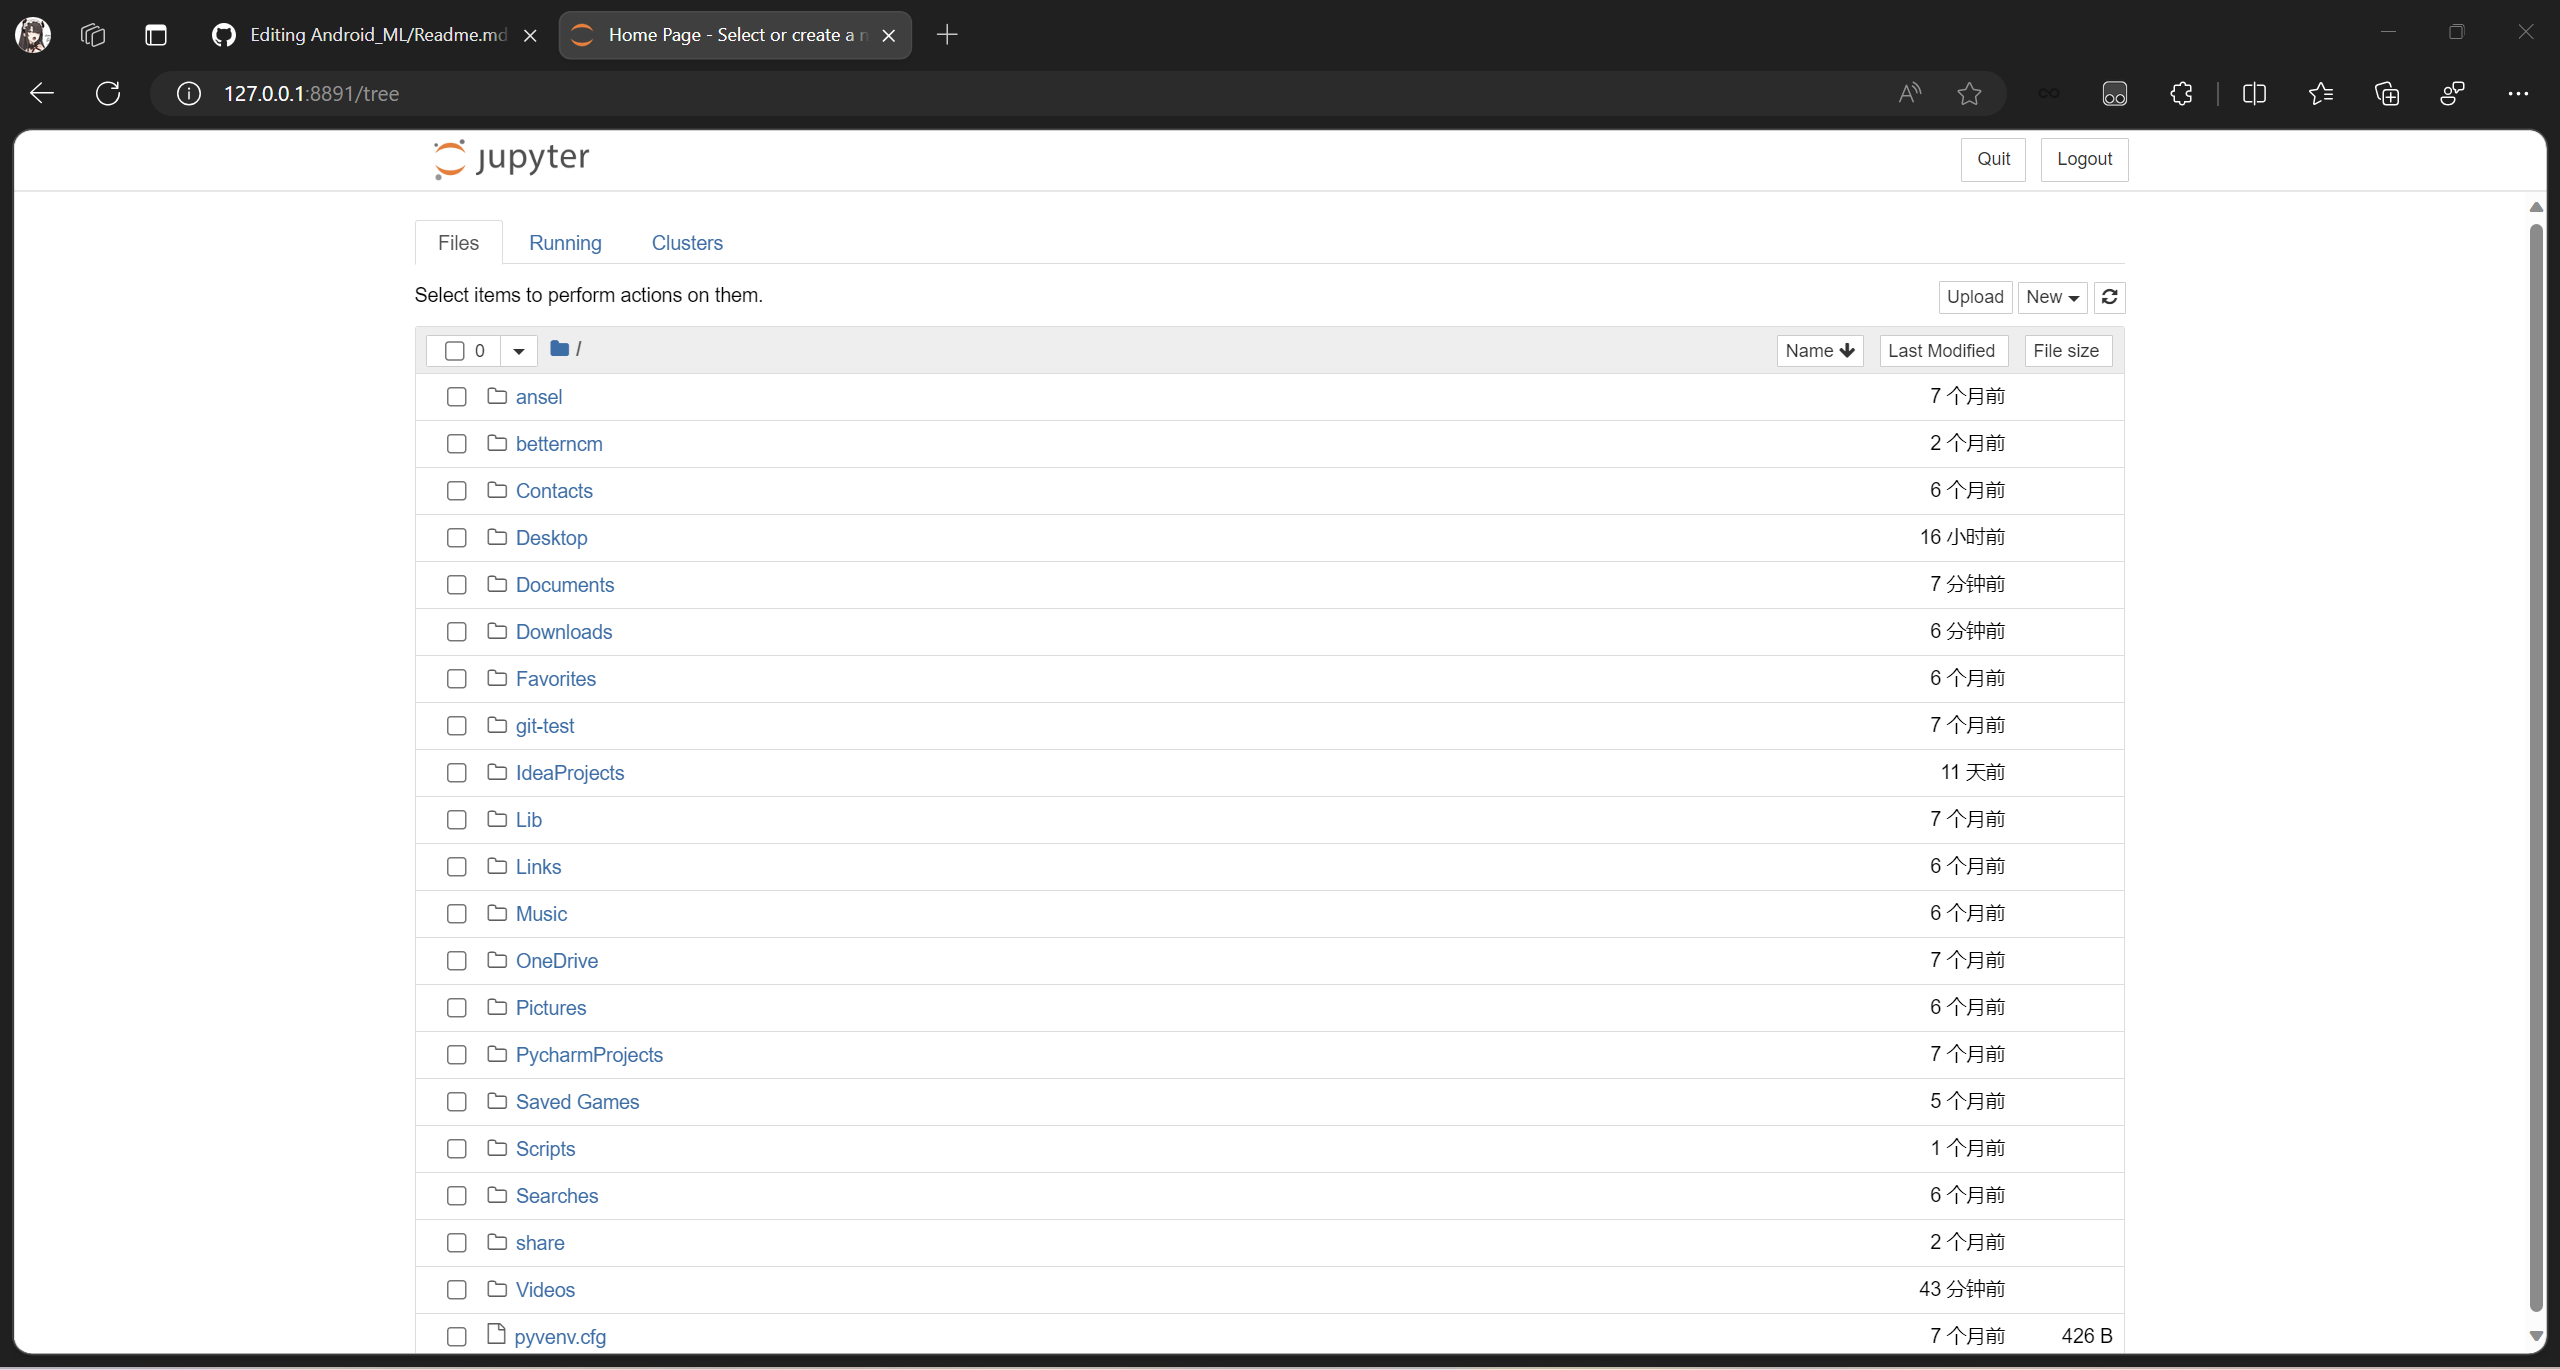 Editing Android_ML/Readme.md
Home Page - Select or create a n
127.0.0.1:8891/tree
jupyter
Quit
Logout
Files
Running
Clusters
Select items to perform actions on them.
Upload
New
0
/
Name
Last Modified
File size
ansel 7 个月前
betterncm 2 个月前
Contacts 6 个月前
Desktop 16 小时前
Documents 7 分钟前
Downloads 6 分钟前
Favorites 6 个月前
git-test 7 个月前
IdeaProjects 11 天前
Lib 7 个月前
Links 6 个月前
Music 6 个月前
OneDrive 7 个月前
Pictures 6 个月前
PycharmProjects 7 个月前
Saved Games 5 个月前
Scripts 1 个月前
Searches 6 个月前
share 2 个月前
Videos 43 分钟前
pyvenv.cfg 7 个月前 426 B